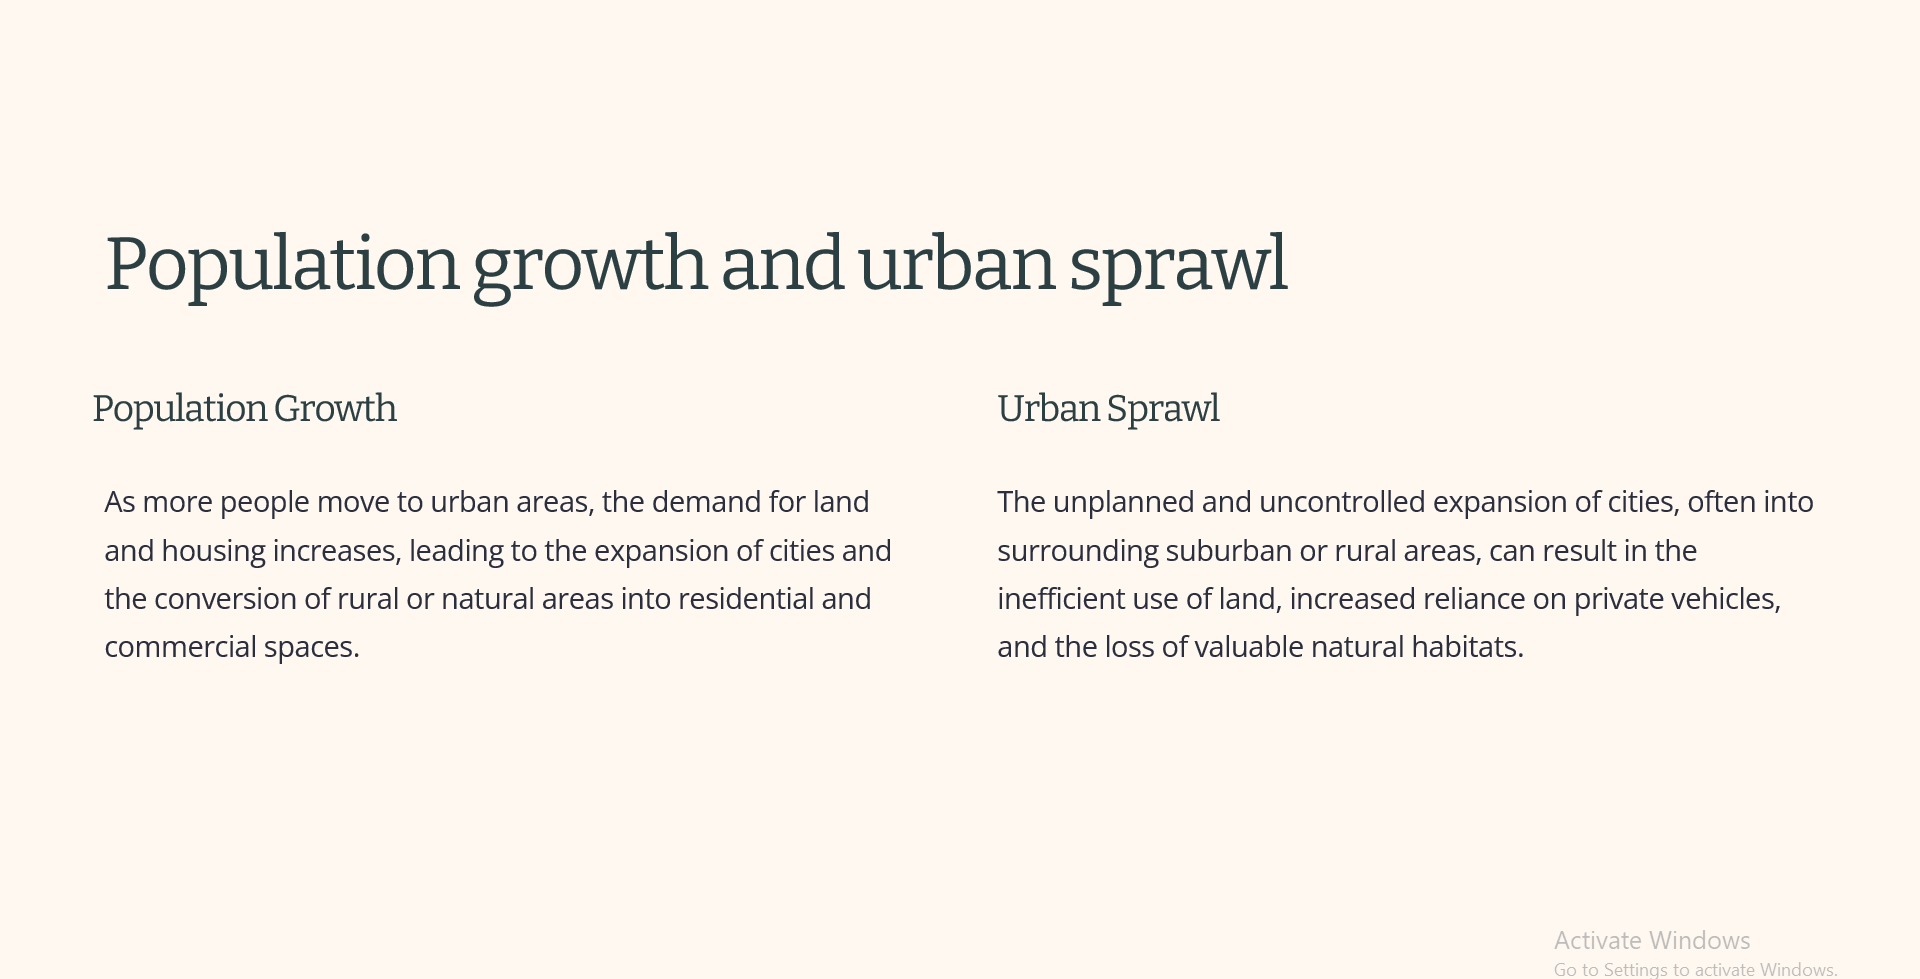 Population growth and urban sprawl
Population Growth
As more people move to urban areas, the demand for land
and housing increases, leading to the expansion of cities and
the conversion of rural or natural areas into residential and
commercial spaces.
Urban Sprawl
The unplanned and uncontrolled expansion of cities, often into
surrounding suburban or rural areas, can result in the
inefficient use of land, increased reliance on private vehicles,
and the loss of valuable natural habitats.
Activate Windows
Go to Settings to activate Windows.